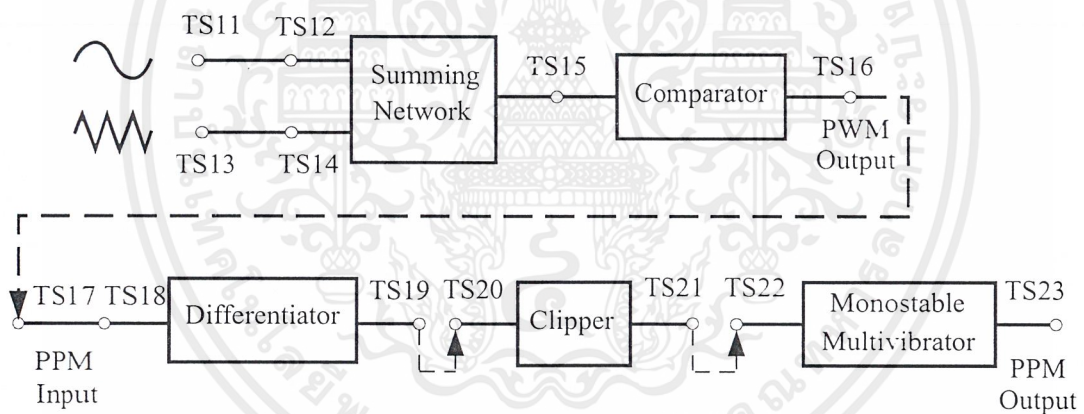 TS11 TS12
Summing
Network
TS15
Comparator
TS16
PWM
Output
TS13 TS14
TS17 TS18
Differentiator
TS19 TS20
Clipper
TS21 TS22
Monostable
Multivibrator
TS23
PPM
Input
PPM
Output